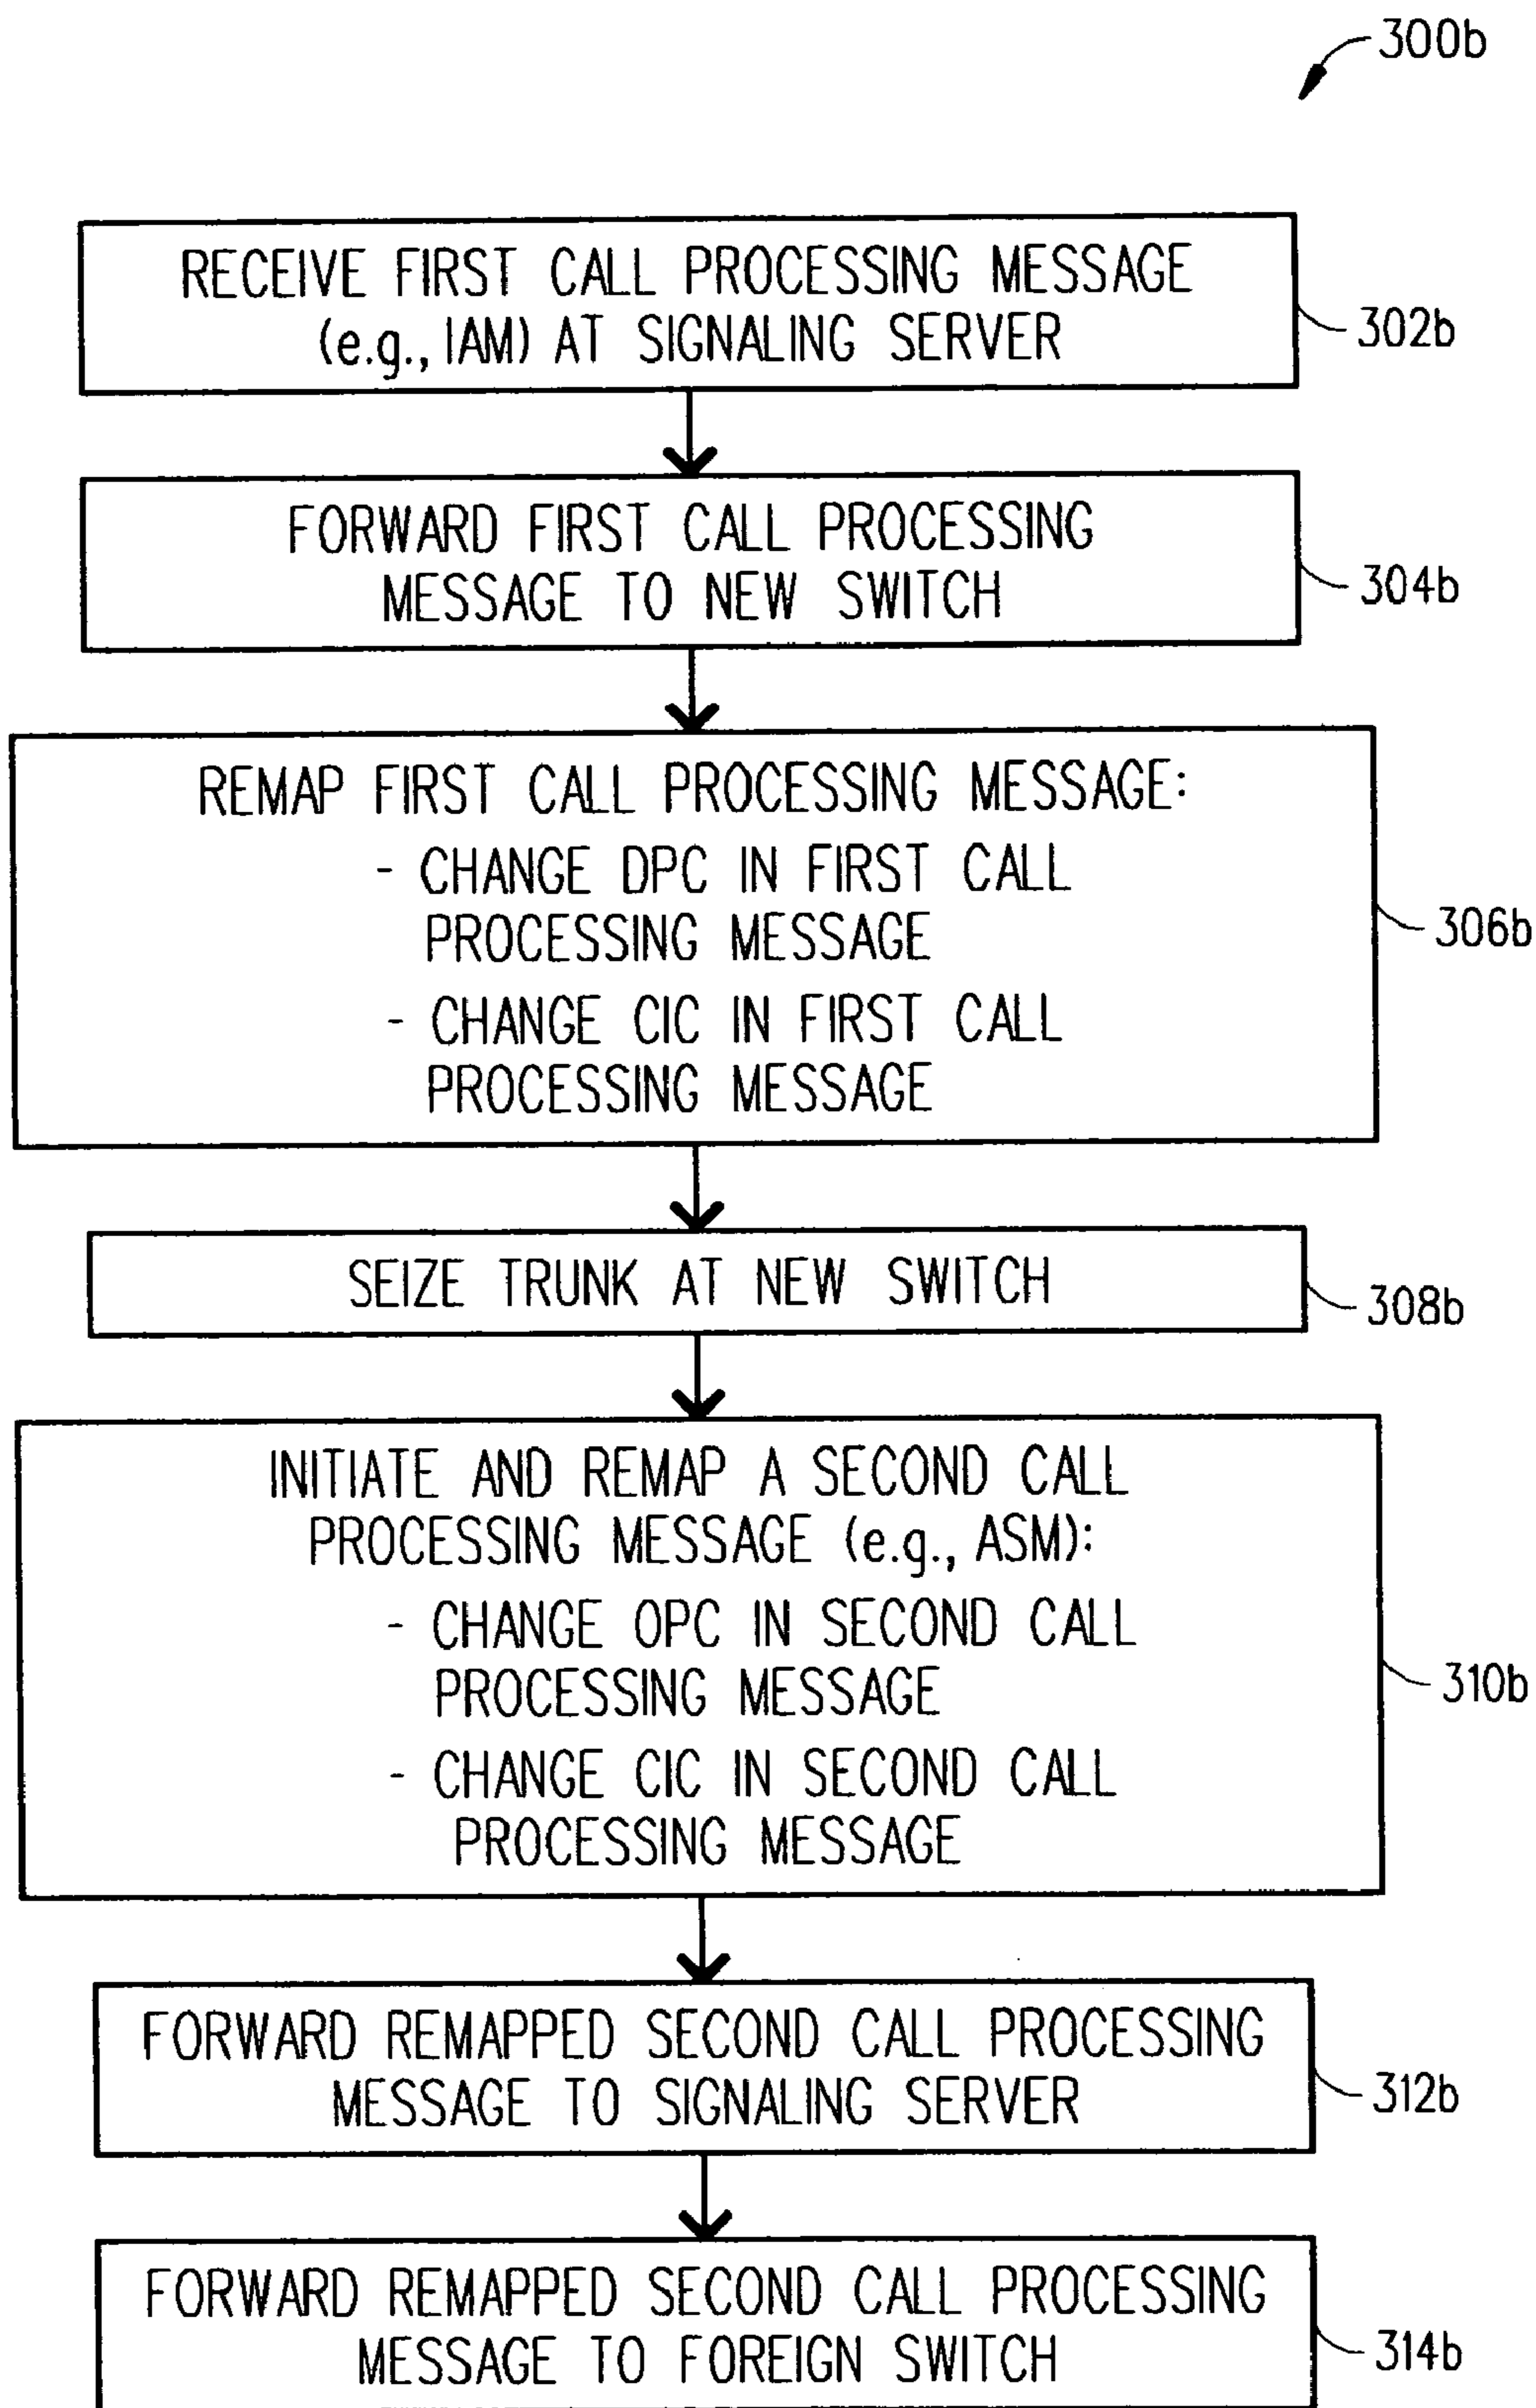 300b
RECEIVE FIRST CALL PROCESSING MESSAGE
(e.g., IAM) AT SIGNALING SERVER
302b
FORWARD FIRST CALL PROCESSING
MESSAGE TO NEW SWITCH
304b
REMAP FIRST CALL PROCESSING MESSAGE:
- CHANGE DPC IN FIRST CALL
PROCESSING MESSAGE
- CHANGE CIC IN FIRST CALL
PROCESSING MESSAGE
306b
SEIZE TRUNK AT NEW SWITCH
308b
INITIATE AND REMAP A SECOND CALL
PROCESSING MESSAGE (e.g., ASM):
- CHANGE OPC IN SECOND CALL
PROCESSING MESSAGE
- CHANGE CIC IN SECOND CALL
PROCESSING MESSAGE
310b
FORWARD REMAPPED SECOND CALL PROCESSING
MESSAGE TO SIGNALING SERVER
312b
FORWARD REMAPPED SECOND CALL PROCESSING
MESSAGE TO FOREIGN SWITCH
314b